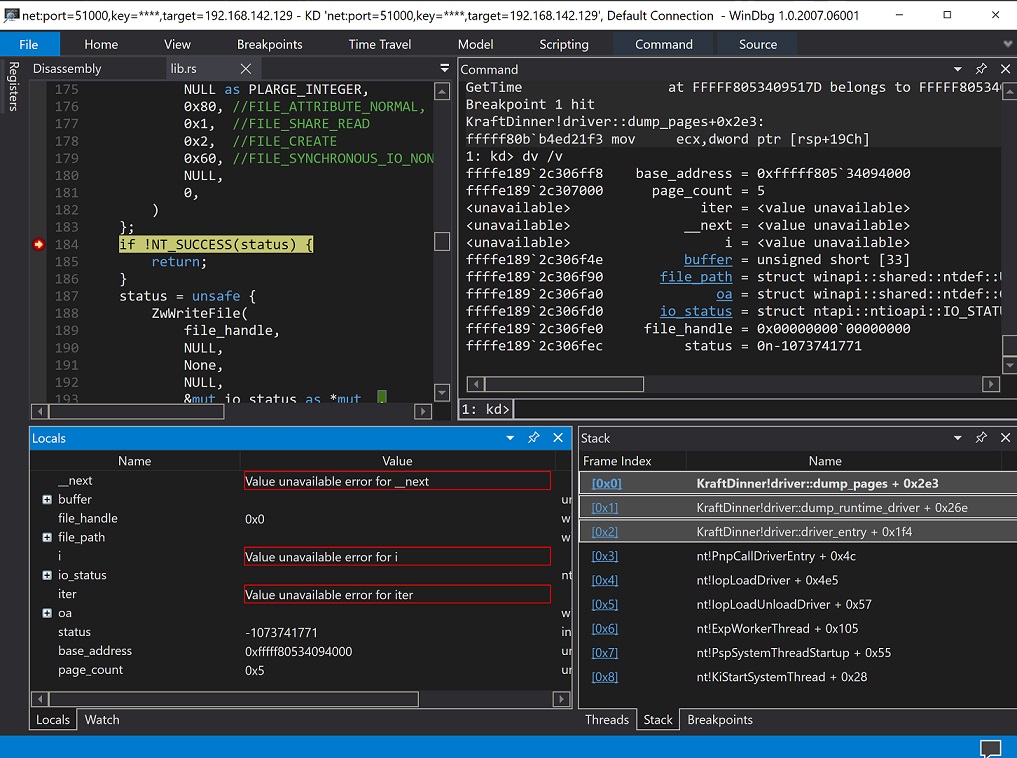 net:port=51000,key=****,target=192.168.142.129 - KD 'net:port=51000,key=****,target=192.168.142.129', Default Connection - WinDbg 1.0.2007.06001
File Home View Breakpoints Time Travel Model Scripting Command Source
Registers
Disassembly lib.rs
175 NULL as PLARGE_INTEGER,
176 0x80, //FILE_ATTRIBUTE_NORMAL,
177 0x1, //FILE_SHARE_READ
178 0x2, //FILE_CREATE
179 0x60, //FILE_SYNCHRONOUS_IO_NON
180 NULL,
181 0,
182 )
183 };
184 if !NT_SUCCESS(status) {
185 return;
186 }
187 status = unsafe {
188 ZwWriteFile(
189 file_handle,
190 NULL,
191 None,
192 NULL,
193 &mut io_status as *mut
Command
GetTime at FFFFF8053409517D belongs to FFFFF80534
Breakpoint 1 hit
KraftDinner!driver::dump_pages+0x2e3:
fffff80b`b4ed21f3 mov ecx,dword ptr [rsp+19Ch]
1: kd> dv /v
ffffe189`2c306ff8 base_address = 0xfffff805`34094000
ffffe189`2c307000 page_count = 5
<unavailable> iter = <value unavailable>
<unavailable> __next = <value unavailable>
<unavailable> i = <value unavailable>
ffffe189`2c306f4e buffer = unsigned short [33]
ffffe189`2c306f90 file_path = struct winapi::shared::ntdef::U
ffffe189`2c306fa0 oa = struct winapi::shared::ntdef::O
ffffe189`2c306fd0 io_status = struct ntapi::ntioapi::IO_STATU
ffffe189`2c306fe0 file_handle = 0x00000000`00000000
ffffe189`2c306fec status = 0n-1073741771
1: kd>
Locals
Name Value
__next Value unavailable error for __next
buffer un
file_handle 0x0 w
file_path w
i Value unavailable error for i
io_status nt
iter Value unavailable error for iter
oa w
status -1073741771 in
base_address 0xfffff80534094000 un
page_count 0x5 un
Locals Watch
Stack
Frame Index Name
[0x0] KraftDinner!driver::dump_pages + 0x2e3
[0x1] KraftDinner!driver::dump_runtime_driver + 0x26e
[0x2] KraftDinner!driver::driver_entry + 0x1f4
[0x3] nt!PnpCallDriverEntry + 0x4c
[0x4] nt!IopLoadDriver + 0x4e5
[0x5] nt!IopLoadUnloadDriver + 0x57
[0x6] nt!ExpWorkerThread + 0x105
[0x7] nt!PspSystemThreadStartup + 0x55
[0x8] nt!KiStartSystemThread + 0x28
Threads Stack Breakpoints